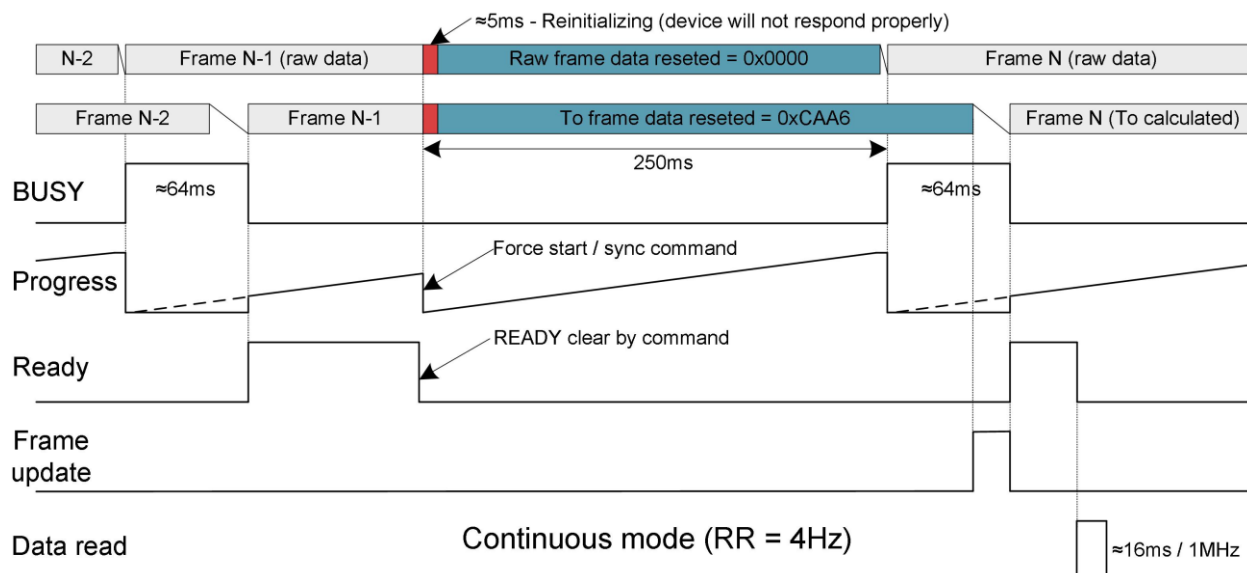 ≈5ms - Reinitializing (device will not respond properly)
N-2
Frame N-1 (raw data)
Raw frame data reseted = 0x0000
Frame N (raw data)
Frame N-2
Frame N-1
To frame data reseted = 0xCAA6
Frame N (To calculated)
250ms
BUSY
≈64ms
≈64ms
Force start / sync command
Progress
READY clear by command
Ready
Frame
update
Data read
Continuous mode (RR = 4Hz)
≈16ms / 1MHz